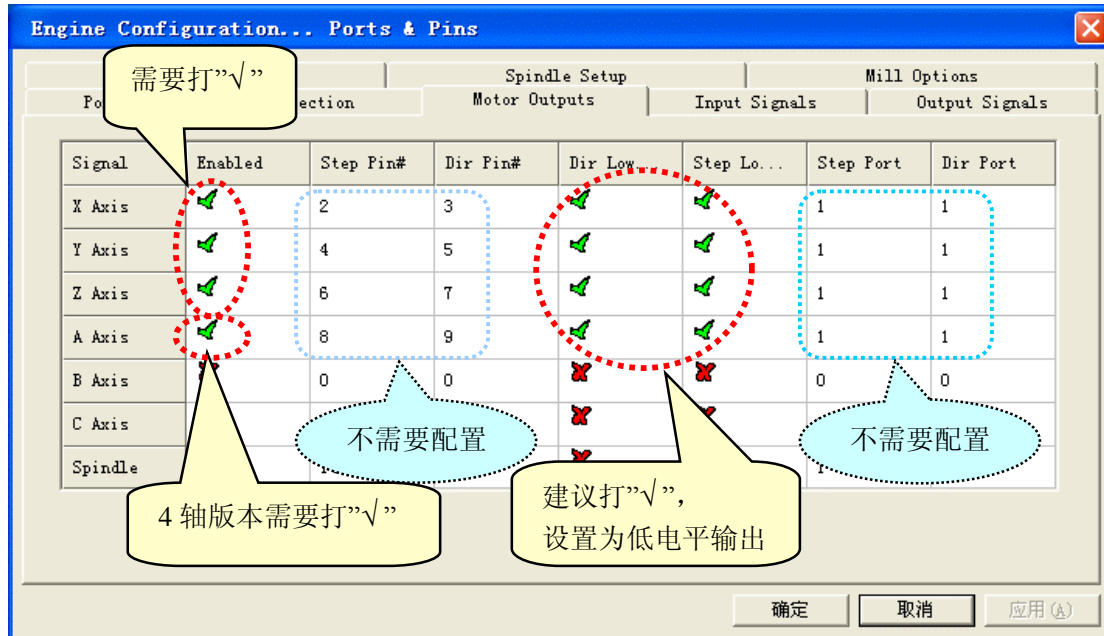 Engine Configuration... Ports & Pins
需要打”√”
Spindle Setup
Mill Options
Po
ection
Motor Outputs
Input Signals
Output Signals
Signal Enabled Step Pin# Dir Pin# Dir Low... Step Lo... Step Port Dir Port
X Axis 2 3 1 1
Y Axis 4 5 1 1
Z Axis 6 7 1 1
A Axis 8 9 1 1
B Axis 0 0 0 0
C Axis
不需要配置
不需要配置
Spindle
4 轴版本需要打”√”
建议打”√”，
设置为低电平输出
确定
取消
应用(A)